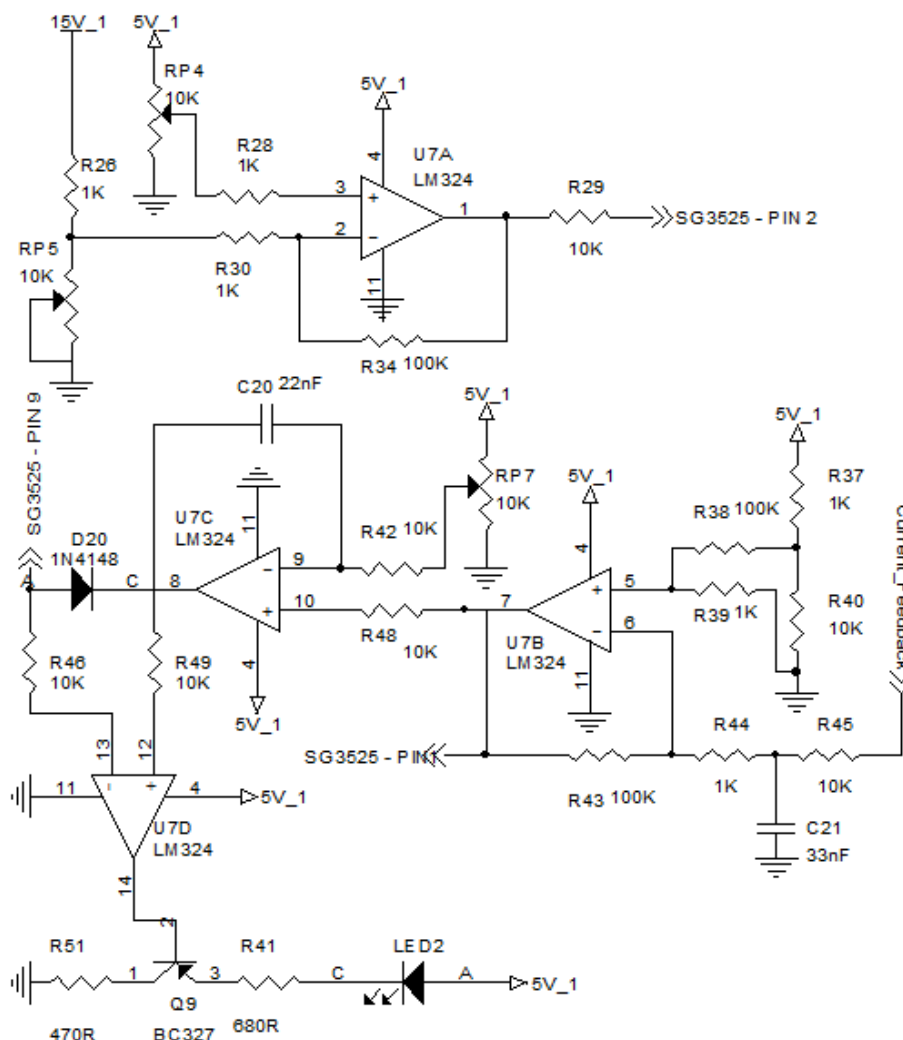 15V_1
5V_1
RP4
10K
5V_1
4
U7A
LM324
R26
1K
R28
1K
3
+
2
−
1
R29
10K
SG3525 - PIN 2
RP5
10K
R30
1K
11
R34 100K
C20 22nF
SG3525 - PIN 9
5V_1
5V_1
RP7
10K
5V_1
R37
1K
R38 100K
Current_Feedback
U7C
LM324
11
R42 10K
4
D20
1N4148
A
C
8
9
−
10
+
7
5
+
6
−
R39 1K
R40
10K
R48
10K
U7B
LM324
R46
10K
R49
10K
4
5V_1
11
13
12
SG3525 - PIN1
R44
1K
R45
10K
R43 100K
11
−
+
4
5V_1
U7D
LM324
C21
33nF
14
2
R51
R41
LED2
1
3
C
A
5V_1
Q9
470R
BC327
680R